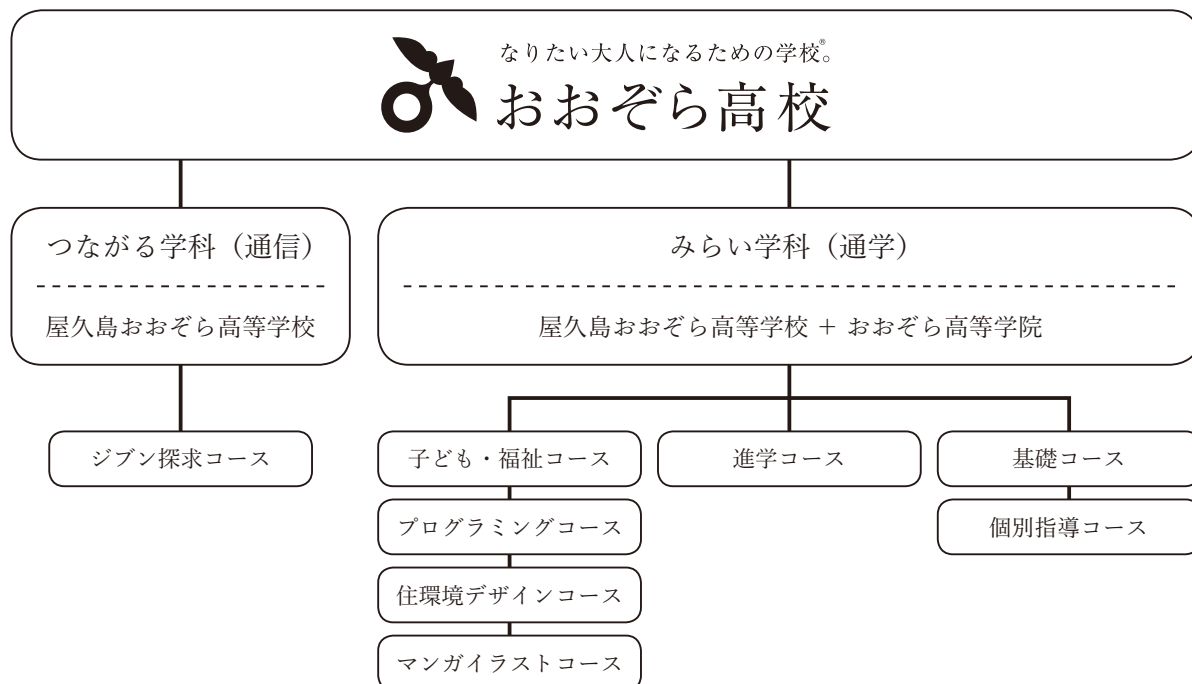 なりたい大人になるための学校®。
おおぞら高校
つながる学科（通信）
屋久島おおぞら高等学校
ジブン探求コース
みらい学科（通学）
屋久島おおぞら高等学校 + おおぞら高等学院
子ども・福祉コース
プログラミングコース
住環境デザインコース
マンガイラストコース
進学コース
基礎コース
個別指導コース